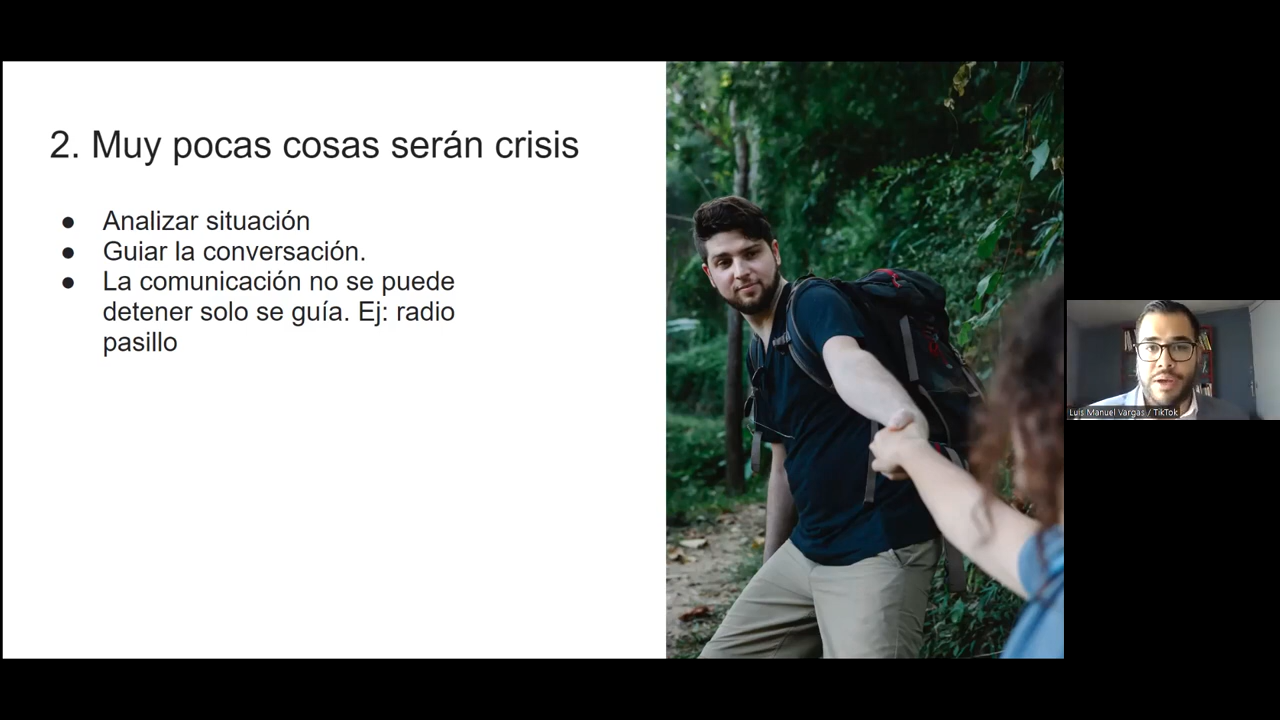 2. Muy pocas cosas serán crisis
● Analizar situación
● Guiar la conversación.
● La comunicación no se puede
detener solo se guía. Ej: radio
pasillo
Luis Manuel Vargas / TikTok